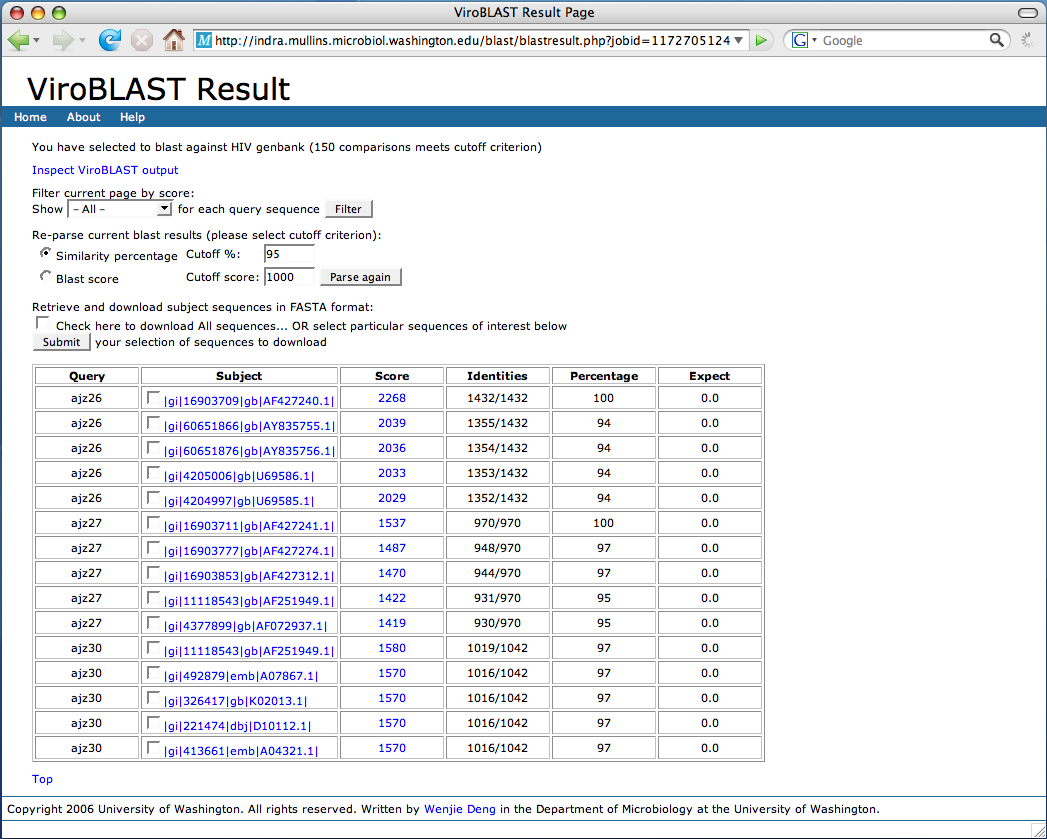 ViroBLAST Result Page
http://indra.mullins.microbiol.washington.edu/blast/blastresult.php?jobid=1172705124
G Google
ViroBLAST Result
Home About Help
You have selected to blast against HIV genbank (150 comparisons meets cutoff criterion)
Inspect ViroBLAST output
Filter current page by score:
Show - All - for each query sequence Filter
Re-parse current blast results (please select cutoff criterion):
Similarity percentage Cutoff %: 95
Blast score Cutoff score: 1000 Parse again
Retrieve and download subject sequences in FASTA format:
Check here to download All sequences... OR select particular sequences of interest below
Submit your selection of sequences to download
Query Subject Score Identities Percentage Expect
ajz26 |gi|16903709|gb|AF427240.1| 2268 1432/1432 100 0.0
ajz26 |gi|60651866|gb|AY835755.1| 2039 1355/1432 94 0.0
ajz26 |gi|60651876|gb|AY835756.1| 2036 1354/1432 94 0.0
ajz26 |gi|4205006|gb|U69586.1| 2033 1353/1432 94 0.0
ajz26 |gi|4204997|gb|U69585.1| 2029 1352/1432 94 0.0
ajz27 |gi|16903711|gb|AF427241.1| 1537 970/970 100 0.0
ajz27 |gi|16903777|gb|AF427274.1| 1487 948/970 97 0.0
ajz27 |gi|16903853|gb|AF427312.1| 1470 944/970 97 0.0
ajz27 |gi|11118543|gb|AF251949.1| 1422 931/970 95 0.0
ajz27 |gi|4377899|gb|AF072937.1| 1419 930/970 95 0.0
ajz30 |gi|11118543|gb|AF251949.1| 1580 1019/1042 97 0.0
ajz30 |gi|492879|emb|A07867.1| 1570 1016/1042 97 0.0
ajz30 |gi|326417|gb|K02013.1| 1570 1016/1042 97 0.0
ajz30 |gi|221474|dbj|D10112.1| 1570 1016/1042 97 0.0
ajz30 |gi|413661|emb|A04321.1| 1570 1016/1042 97 0.0
Top
Copyright 2006 University of Washington. All rights reserved. Written by Wenjie Deng in the Department of Microbiology at the University of Washington.